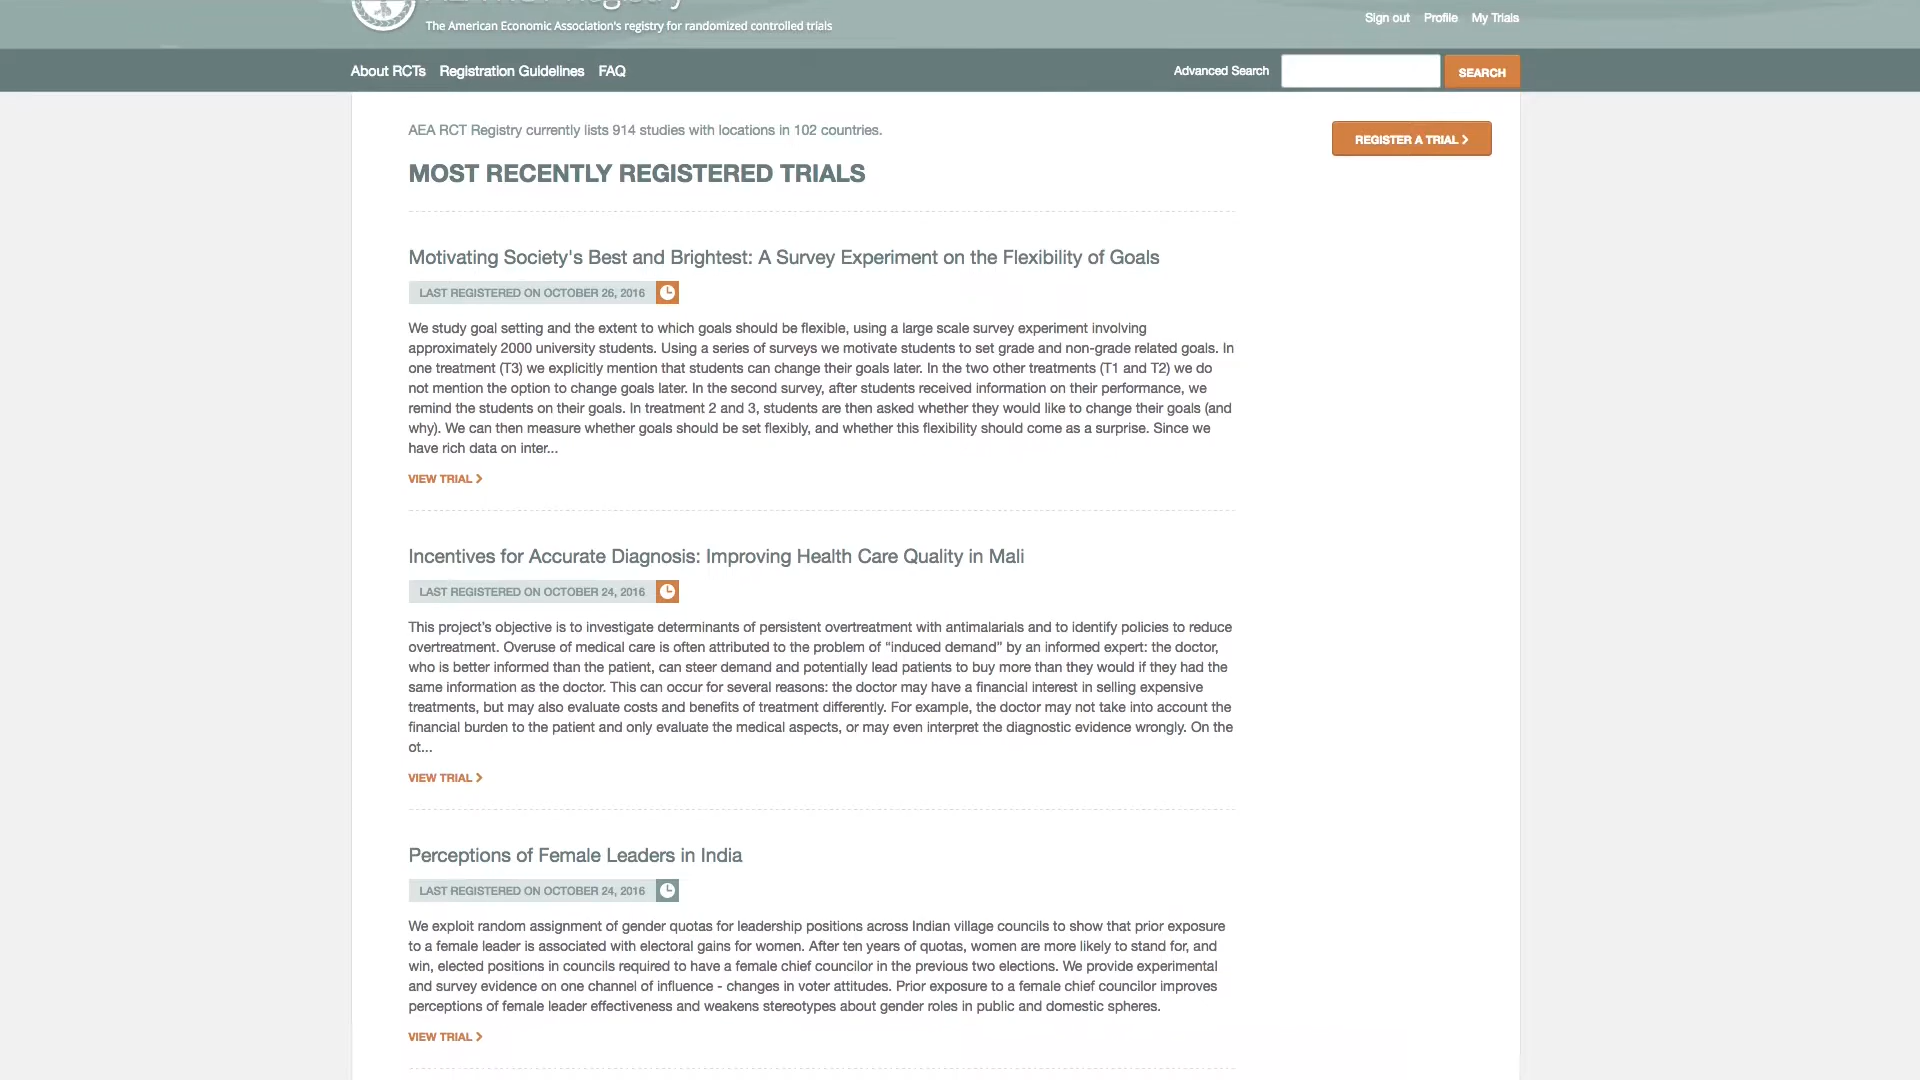 The American Economic Association's registry for randomized controlled trials
Sign out Profile My Trials
About RCTs Registration Guidelines FAQ
Advanced Search SEARCH
AEA RCT Registry currently lists 914 studies with locations in 102 countries.
REGISTER A TRIAL
MOST RECENTLY REGISTERED TRIALS
Motivating Society's Best and Brightest: A Survey Experiment on the Flexibility of Goals
LAST REGISTERED ON OCTOBER 26, 2016
We study goal setting and the extent to which goals should be flexible, using a large scale survey experiment involving
approximately 2000 university students. Using a series of surveys we motivate students to set grade and non-grade related goals. In
one treatment (T3) we explicitly mention that students can change their goals later. In the two other treatments (T1 and T2) we do
not mention the option to change goals later. In the second survey, after students received information on their performance, we
remind the students on their goals. In treatment 2 and 3, students are then asked whether they would like to change their goals (and
why). We can then measure whether goals should be set flexibly, and whether this flexibility should come as a surprise. Since we
have rich data on inter...
VIEW TRIAL
Incentives for Accurate Diagnosis: Improving Health Care Quality in Mali
LAST REGISTERED ON OCTOBER 24, 2016
This project's objective is to investigate determinants of persistent overtreatment with antimalarials and to identify policies to reduce
overtreatment. Overuse of medical care is often attributed to the problem of “induced demand” by an informed expert: the doctor,
who is better informed than the patient, can steer demand and potentially lead patients to buy more than they would if they had the
same information as the doctor. This can occur for several reasons: the doctor may have a financial interest in selling expensive
treatments, but may also evaluate costs and benefits of treatment differently. For example, the doctor may not take into account the
financial burden to the patient and only evaluate the medical aspects, or may even interpret the diagnostic evidence wrongly. On the
ot...
VIEW TRIAL
Perceptions of Female Leaders in India
LAST REGISTERED ON OCTOBER 24, 2016
We exploit random assignment of gender quotas for leadership positions across Indian village councils to show that prior exposure
to a female leader is associated with electoral gains for women. After ten years of quotas, women are more likely to stand for, and
win, elected positions in councils required to have a female chief councilor in the previous two elections. We provide experimental
and survey evidence on one channel of influence - changes in voter attitudes. Prior exposure to a female chief councilor improves
perceptions of female leader effectiveness and weakens stereotypes about gender roles in public and domestic spheres.
VIEW TRIAL